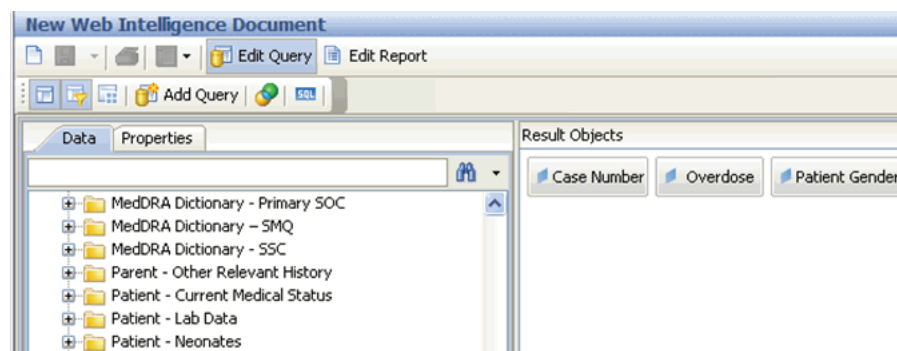 New Web Intelligence Document
Edit Query Edit Report
Add Query SQL
Data Properties
Result Objects
Case Number Overdose Patient Gender
MedDRA Dictionary - Primary SOC
MedDRA Dictionary – SMQ
MedDRA Dictionary - SSC
Parent - Other Relevant History
Patient - Current Medical Status
Patient - Lab Data
Patient - Neonates